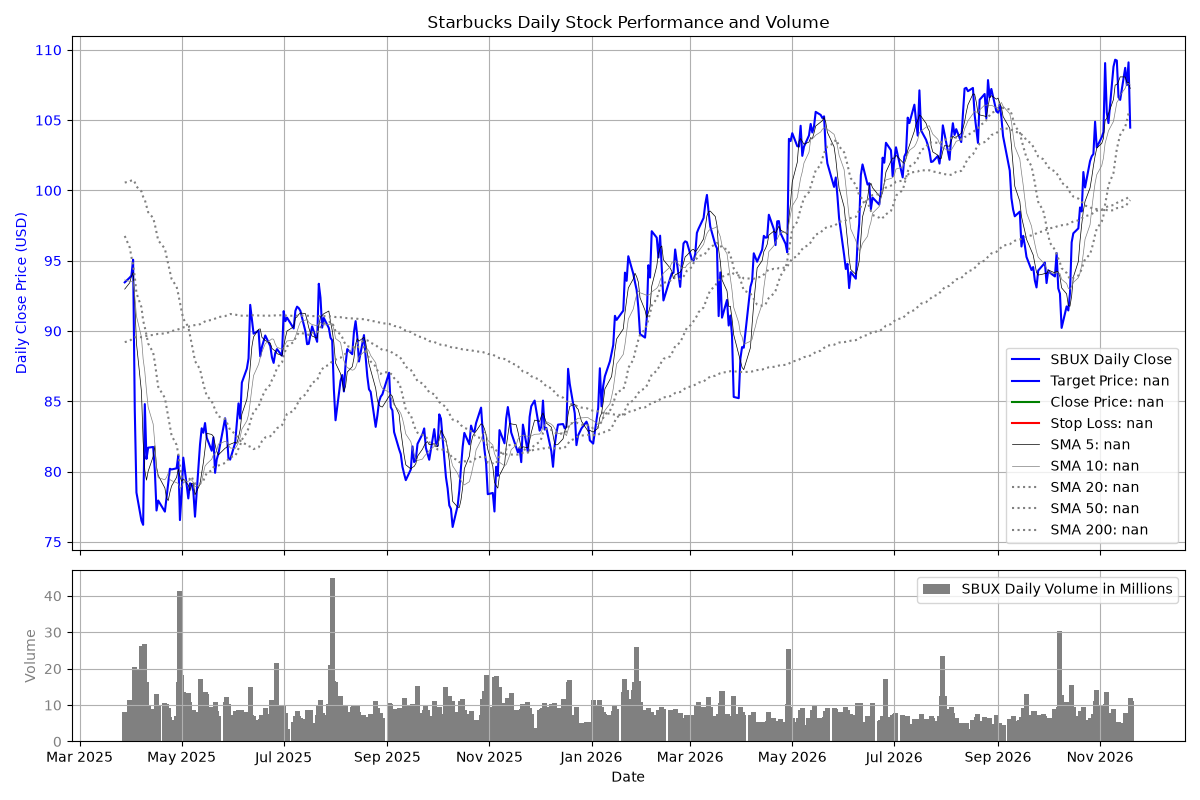 Starbucks Daily Stock Performance and Volume
110
105
100
95
90
85
80
75
Daily Close Price (USD)
SBUX Daily Close
Target Price: nan
Close Price: nan
Stop Loss: nan
SMA 5: nan
SMA 10: nan
SMA 20: nan
SMA 50: nan
SMA 200: nan
40
30
20
10
0
Volume
SBUX Daily Volume in Millions
Mar 2025 May 2025 Jul 2025 Sep 2025 Nov 2025 Jan 2026 Mar 2026 May 2026 Jul 2026 Sep 2026 Nov 2026
Date